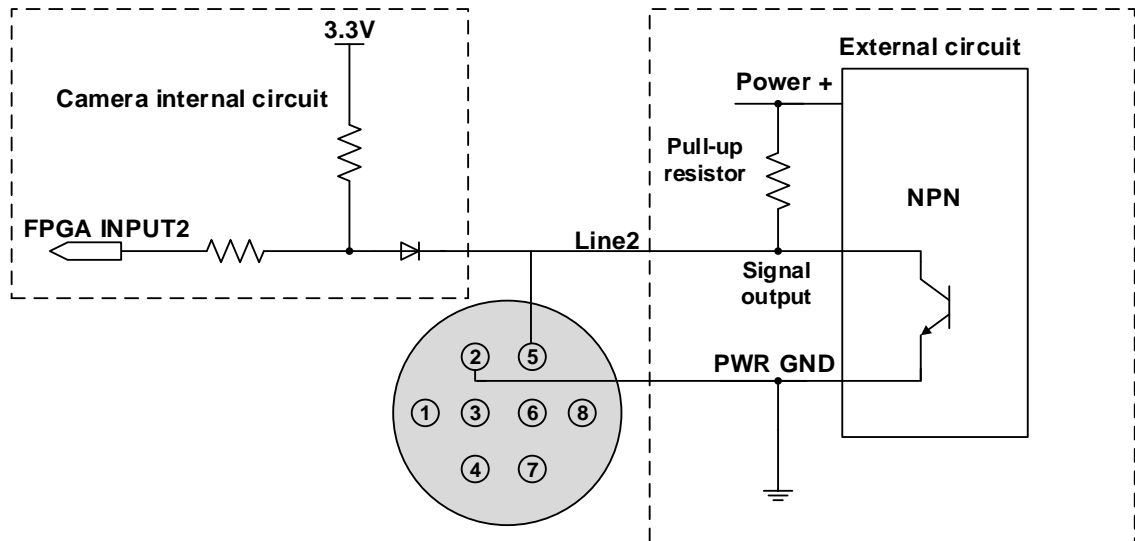 3.3V
External circuit
Camera internal circuit
Power +
Pull-up
resistor
NPN
FPGA INPUT2
Line2
Signal
output
PWR GND
2 5
1 3 6 8
4 7